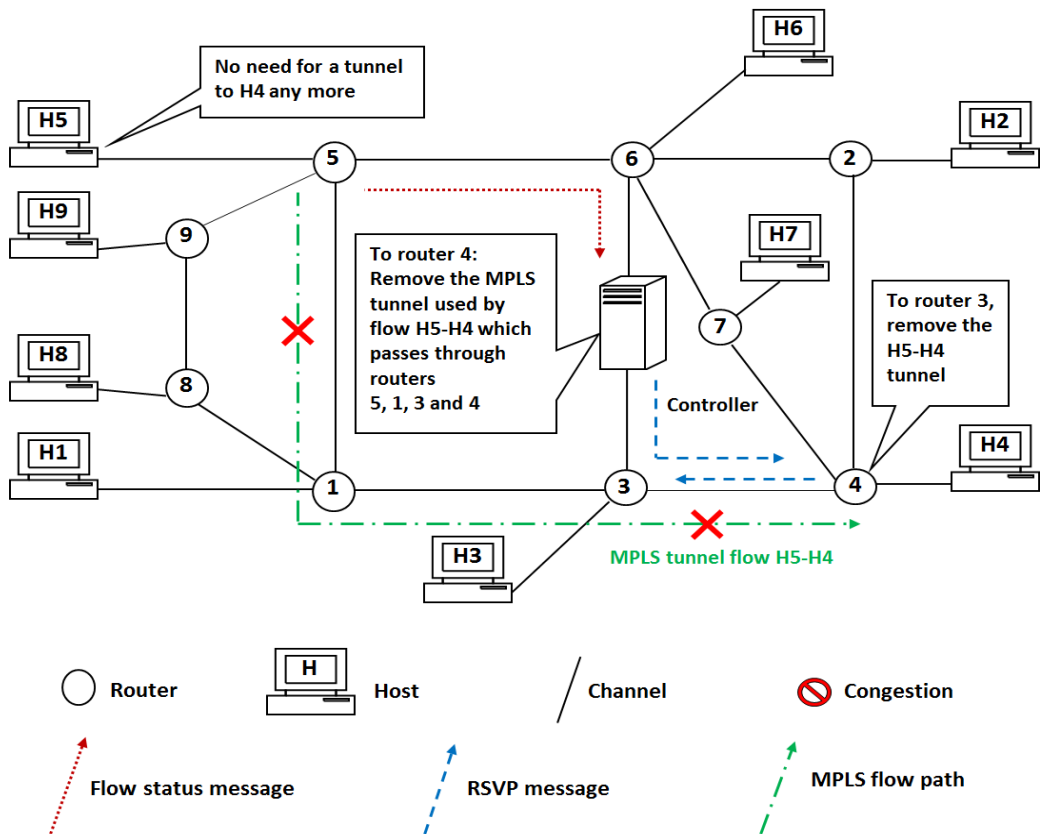 H6
No need for a tunnel
to H4 any more
H5
H2
5
6
2
H9
9
H7
To router 4:
Remove the MPLS
tunnel used by
flow H5-H4 which
passes through
routers
5, 1, 3 and 4
To router 3,
remove the
H5-H4
tunnel
7
H8
8
Controller
H1
H4
1
3
4
H3
MPLS tunnel flow H5-H4
Router
H
Host
Channel
Congestion
Flow status message
RSVP message
MPLS flow path